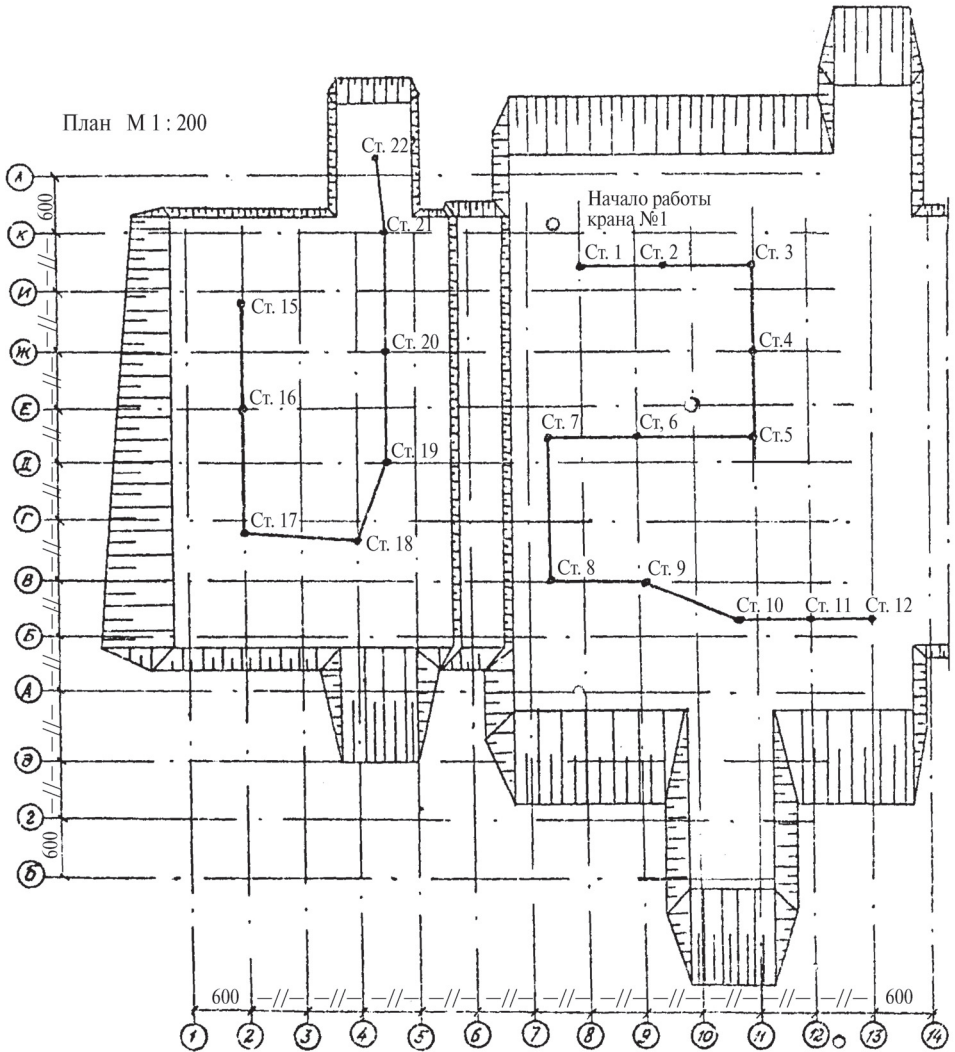 План М 1 : 200
Ст. 22
А
600
Начало работы
крана №1
К
Ст. 21
Ст. 1
Ст. 2
Ст. 3
И
Ст. 15
Ж
Ст. 20
Ст.4
Е
Ст. 16
Ст. 7
Ст, 6
Ст.5
Д
Ст. 19
Г
Ст. 17
Ст. 18
В
Ст. 8
Ст. 9
Б
Ст. 10
Ст. 11
Ст. 12
А
д
г
600
б
600
600
1
2
3
4
5
6
7
8
9
10
11
12
13
14